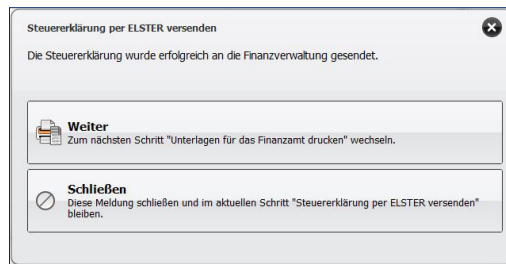 Steuererklärung per ELSTER versenden
Die Steuererklärung wurde erfolgreich an die Finanzverwaltung gesendet.
Weiter
Zum nächsten Schritt "Unterlagen für das Finanzamt drucken" wechseln.
Schließen
Diese Meldung schließen und im aktuellen Schritt "Steuererklärung per ELSTER versenden"
bleiben.